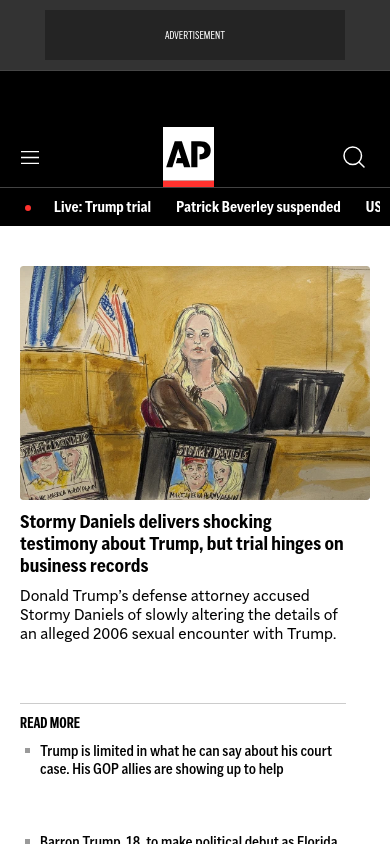 ADVERTISEMENT
AP
Live: Trump trial Patrick Beverley suspended US
STORMY DANIELS
STORMY DANIELS
Stormy Daniels delivers shocking
testimony about Trump, but trial hinges on
business records
Donald Trump’s defense attorney accused
Stormy Daniels of slowly altering the details of
an alleged 2006 sexual encounter with Trump.
READ MORE
Trump is limited in what he can say about his court
case. His GOP allies are showing up to help
Barron Trump, 18, to make political debut as Florida